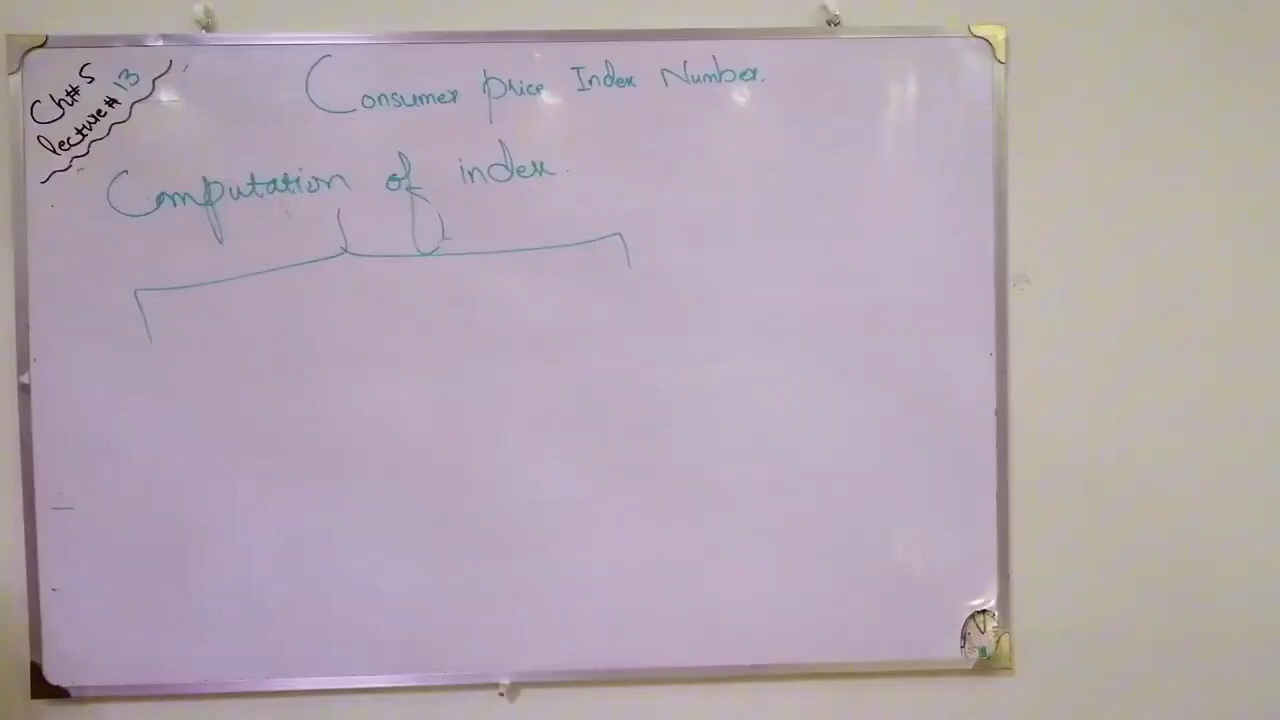 Ch# 5
lecture# 13
Consumer price Index Number.
Computation of index.